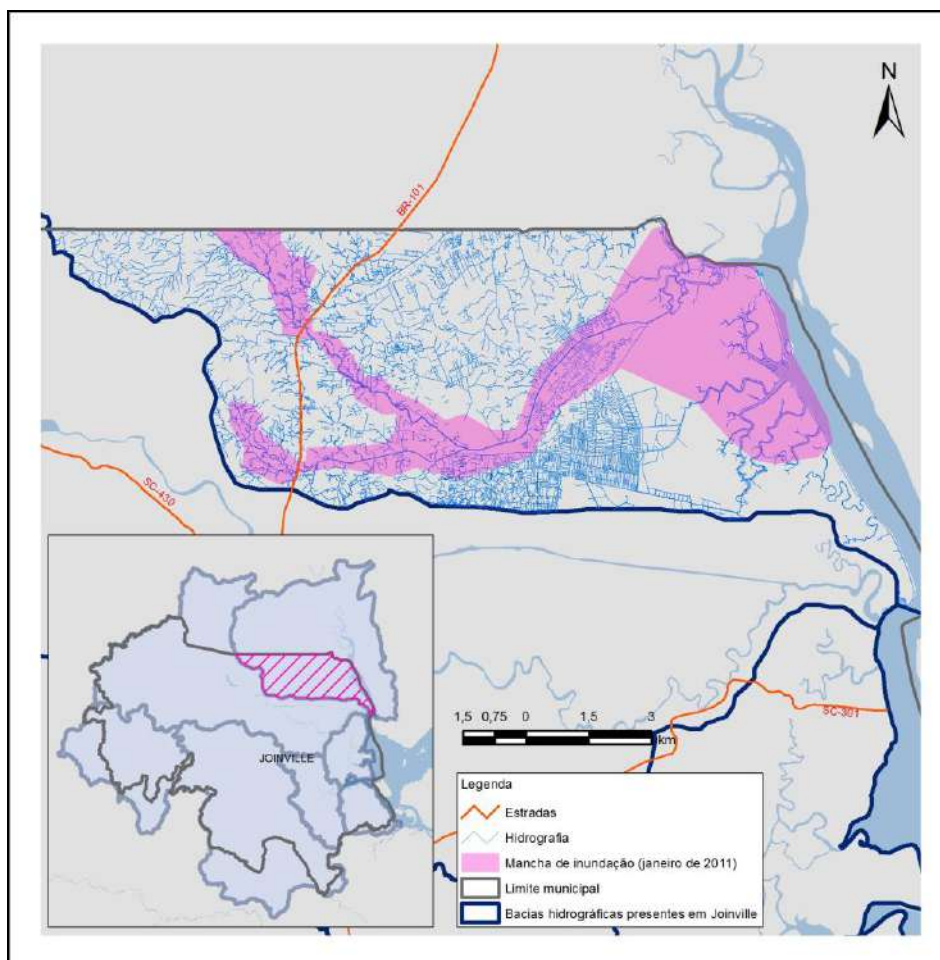 N
BR-101
SC-430
JOINVILLE
1,5 0,75 0 1,5 3
km
SC-301
Legenda
Estradas
Hidrografia
Mancha de inundação (janeiro de 2011)
Limite municipal
Bacias hidrográficas presentes em Joinville